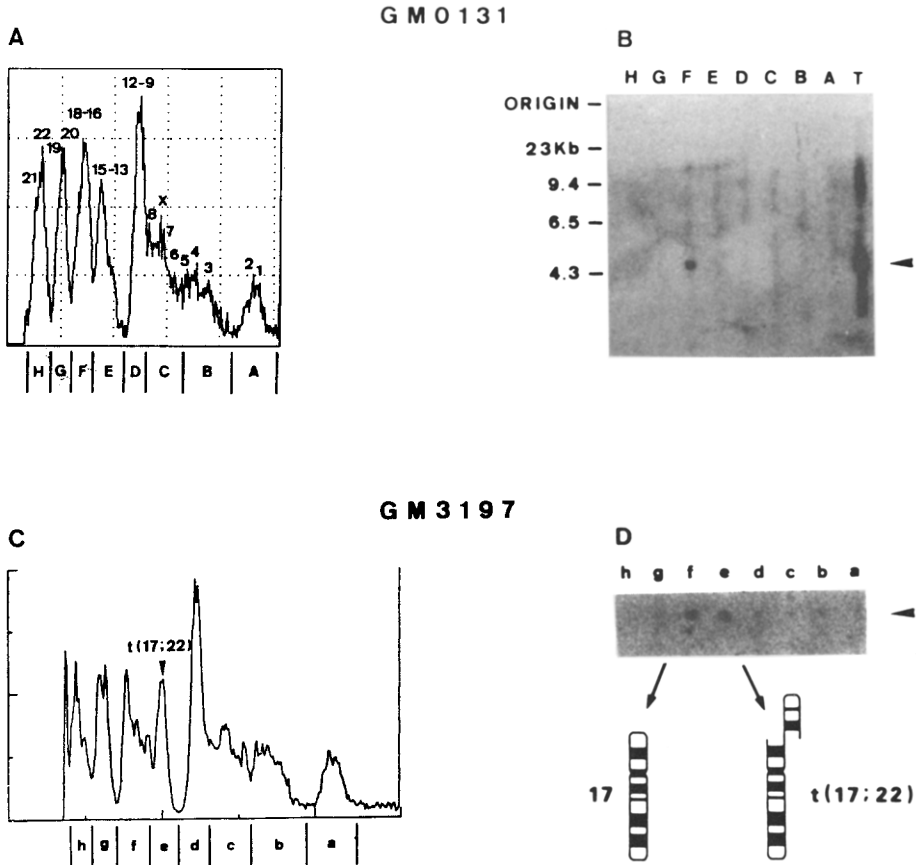 GM0131
A
12-9
18-16
22
20
19
15-13
21
X
8
7
6
5
4
3
2
1
H G F E D C B A
B
H G F E D C B A T
ORIGIN
23Kb
9.4
6.5
4.3
GM3197
C
t(17;22)
h g f e d c b a
D
h g f e d c b a
17
t(17;22)